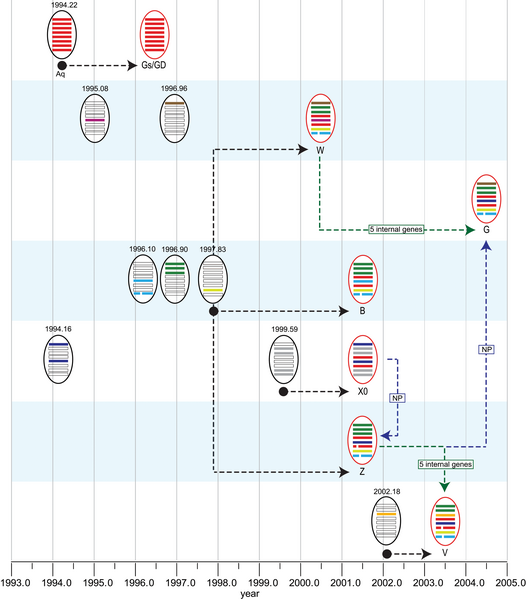 1994.22
Aq
Gs/GD
1995.08
1996.96
W
5 internal genes
G
1996.10
1996.90
1997.83
B
NP
1994.16
1999.59
X0
NP
Z
5 internal genes
2002.18
V
1993.0 1994.0 1995.0 1996.0 1997.0 1998.0 1999.0 2000.0 2001.0 2002.0 2003.0 2004.0 2005.0
year